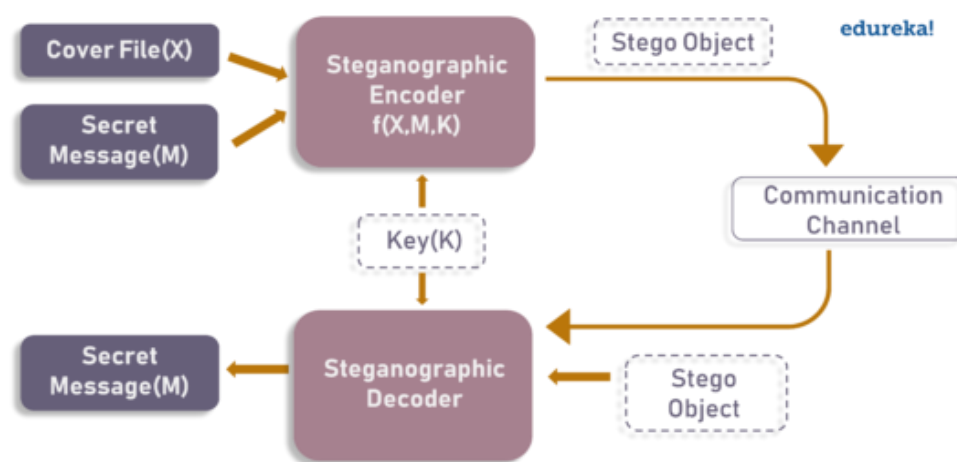 Cover File(X)
Secret
Message(M)
Steganographic
Encoder
f(X,M,K)
Stego Object
edureka!
Communication
Channel
Key(K)
Secret
Message(M)
Steganographic
Decoder
Stego
Object